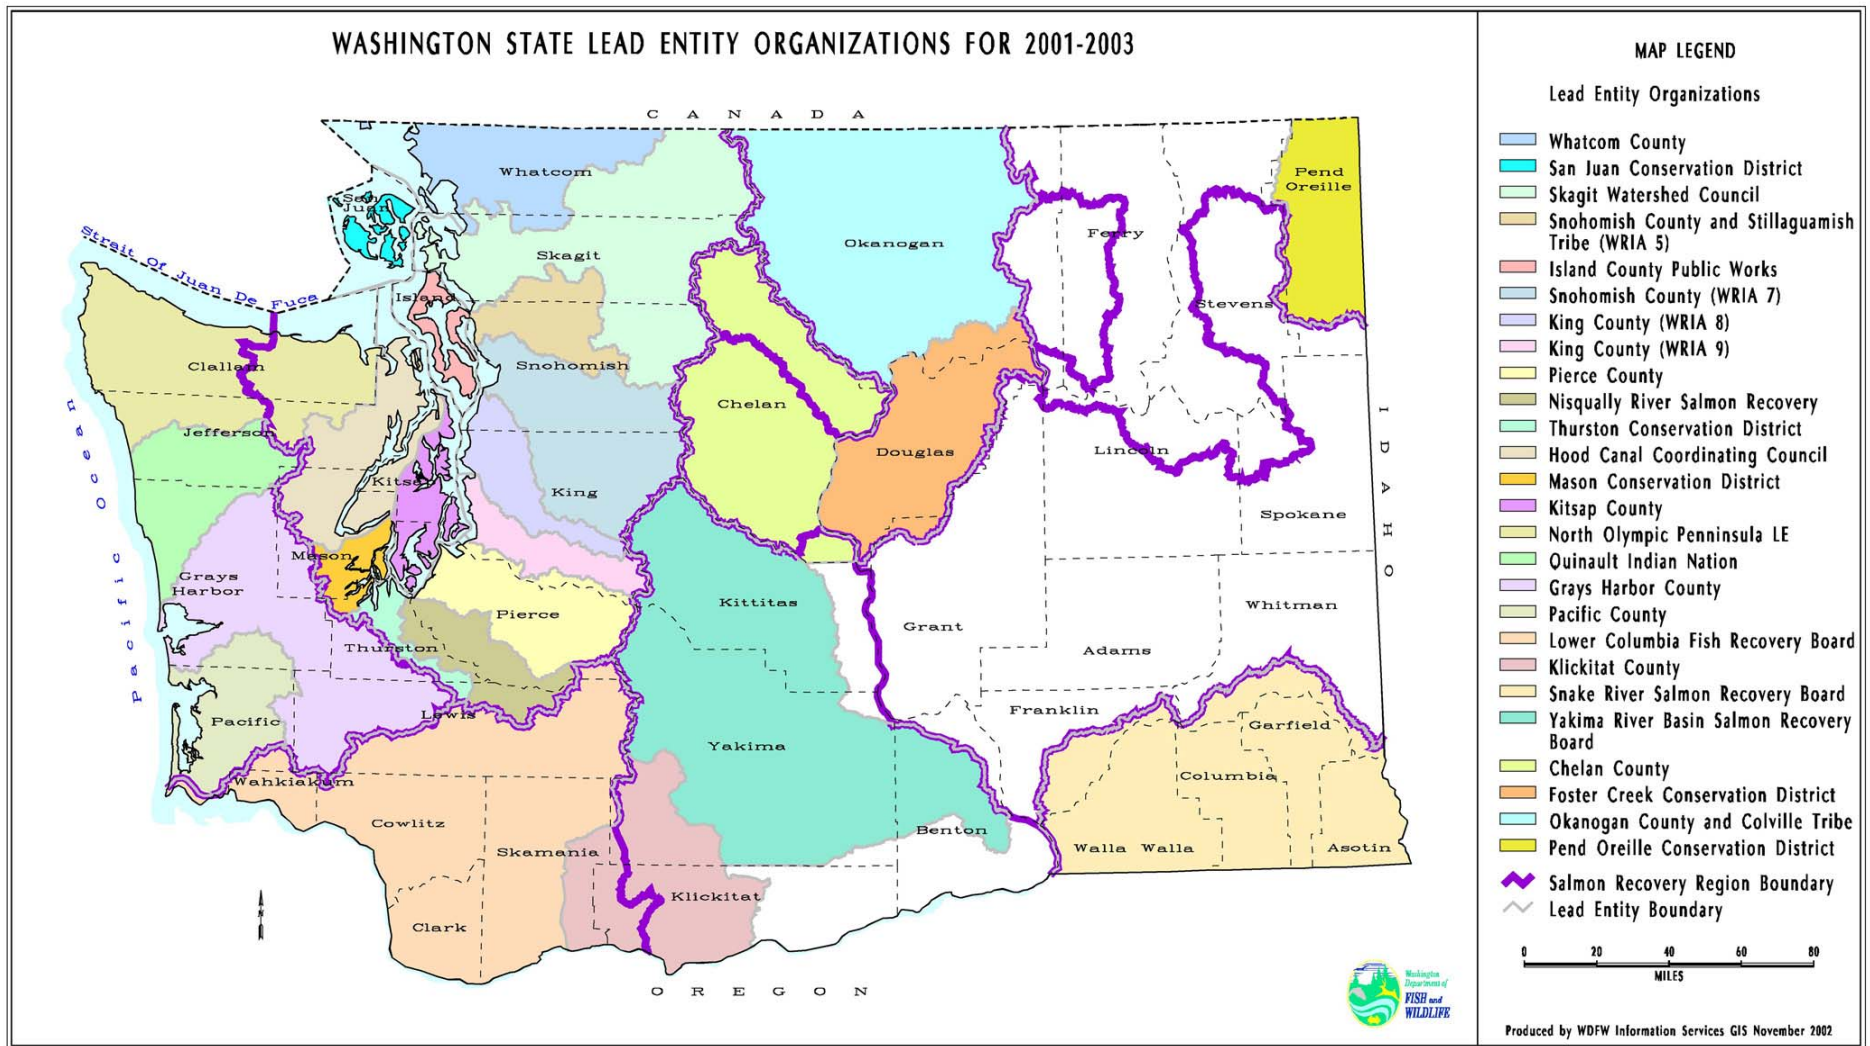 WASHINGTON STATE LEAD ENTITY ORGANIZATIONS FOR 2001-2003
CANADA
Whatcom
San
Juan
Skagit
Island
Strait Of Juan De Fuca
Okanogan
Ferry
Stevens
Pend
Oreille
Clallam
Snohomish
Chelan
Jefferson
Douglas
Lincoln
Kitsap
King
Spokane
Mason
Grays
Harbor
Pierce
Kittitas
Grant
Whitman
Thurston
Adams
Pacific
Lewis
Franklin
Garfield
Yakima
Columbia
Wahkiakum
Cowlitz
Skamania
Benton
Walla Walla
Asotin
Klickitat
Clark
Pacific Ocean
IDAHO
OREGON
N
Washington
Department of
FISH and
WILDLIFE
MAP LEGEND
Lead Entity Organizations
Whatcom County
San Juan Conservation District
Skagit Watershed Council
Snohomish County and Stillaguamish
Tribe (WRIA 5)
Island County Public Works
Snohomish County (WRIA 7)
King County (WRIA 8)
King County (WRIA 9)
Pierce County
Nisqually River Salmon Recovery
Thurston Conservation District
Hood Canal Coordinating Council
Mason Conservation District
Kitsap County
North Olympic Penninsula LE
Quinault Indian Nation
Grays Harbor County
Pacific County
Lower Columbia Fish Recovery Board
Klickitat County
Snake River Salmon Recovery Board
Yakima River Basin Salmon Recovery
Board
Chelan County
Foster Creek Conservation District
Okanogan County and Colville Tribe
Pend Oreille Conservation District
Salmon Recovery Region Boundary
Lead Entity Boundary
0 20 40 60 80
MILES
Produced by WDFW Information Services GIS November 2002